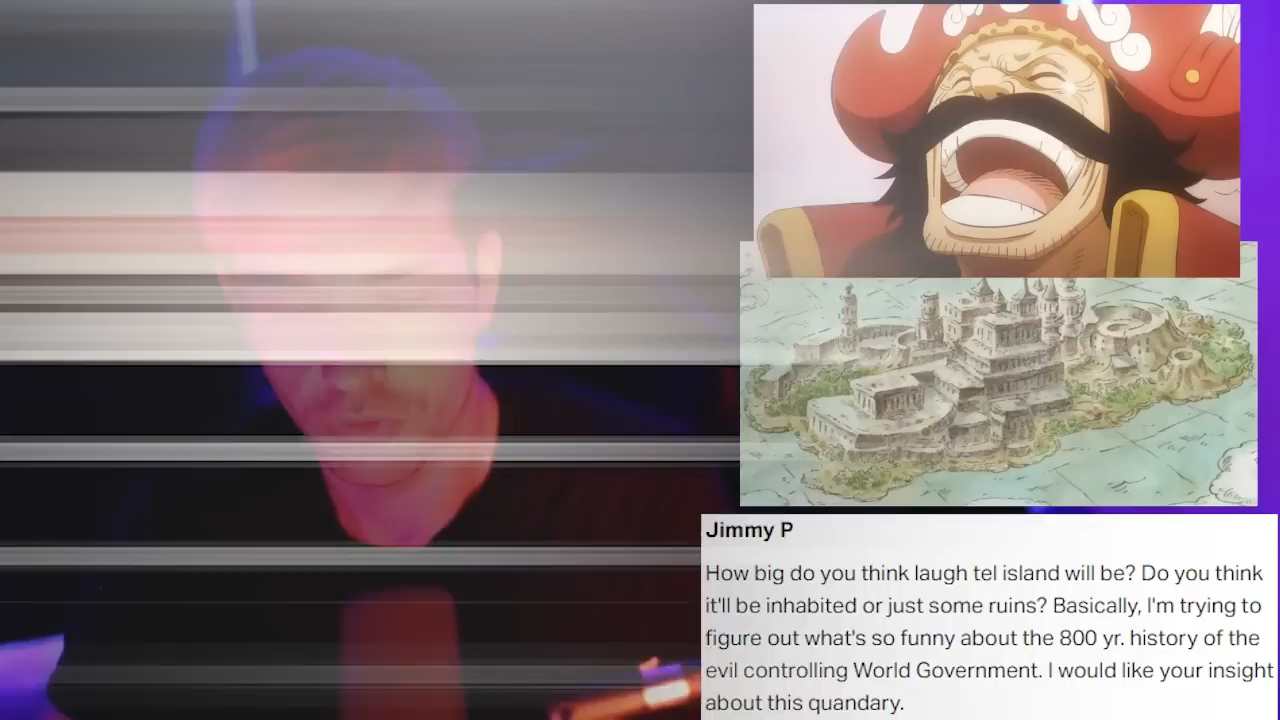 Jimmy P
How big do you think laugh tel island will be? Do you think
it'll be inhabited or just some ruins? Basically, I'm trying to
figure out what's so funny about the 800 yr. history of the
evil controlling World Government. I would like your insight
about this quandary.